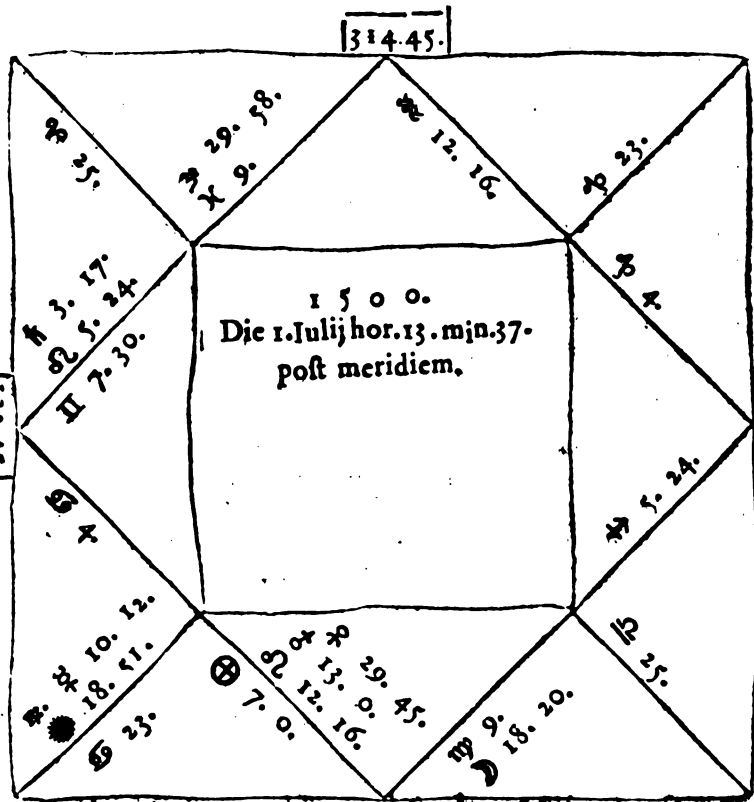 314.45.
♒ 12. 16.
♓ 9.
29. 58.
25.
♑ 23.
♑ 4.
♄ 3. 17.
5. 24.
♊ 7. 30.
1 5 0 0.
Die 1. Iulij hor. 13. min. 37.
post meridiem.
♐ 5. 24.
♋ 4.
☿ 10. 12.
18. 51.
♋ 23.
⊕ 7. 0.
29. 45.
13. 0.
♌ 12. 16.
♍ 9.
☽ 18. 20.
♎ 25.